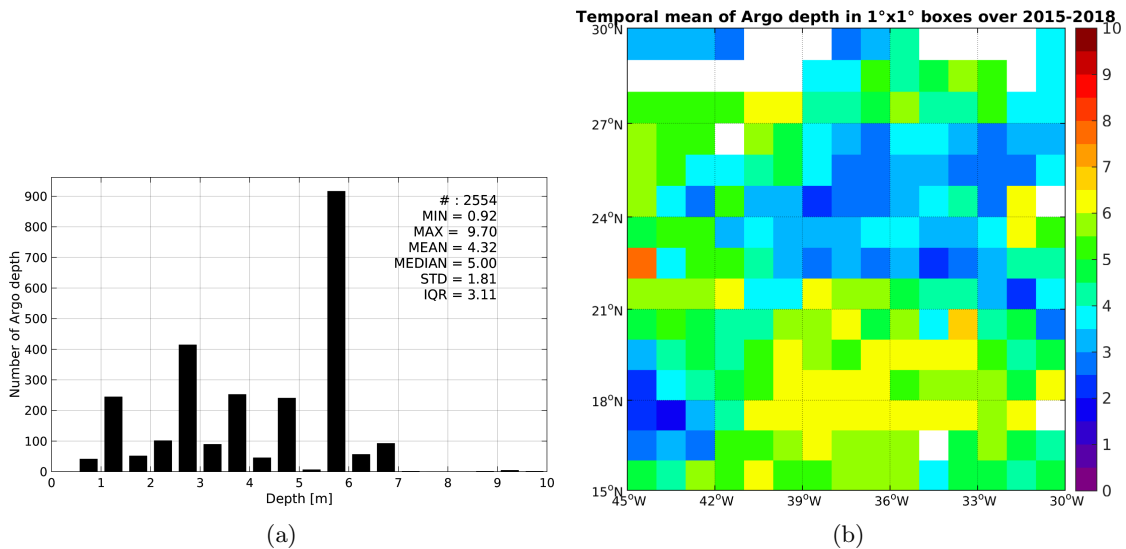 Temporal mean of Argo depth in 1°x1° boxes over 2015-2018
# : 2554
MIN = 0.92
MAX = 9.70
MEAN = 4.32
MEDIAN = 5.00
STD = 1.81
IQR = 3.11
Number of Argo depth
900
800
700
600
500
400
300
200
100
0
0 1 2 3 4 5 6 7 8 9 10
Depth [m]
(a)
30°N
27°N
24°N
21°N
18°N
15°N
45°W 42°W 39°W 36°W 33°W 30°W
10
9
8
7
6
5
4
3
2
1
0
(b)